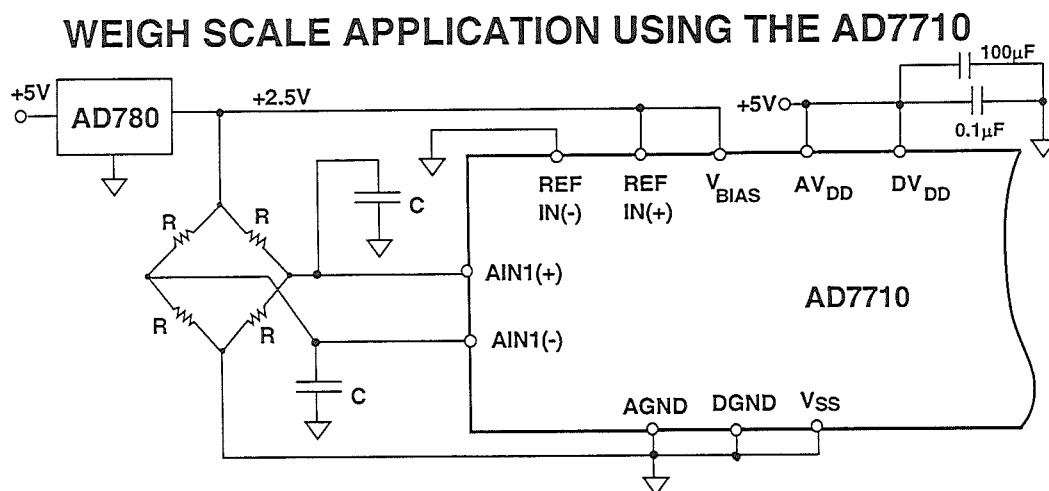 WEIGH SCALE APPLICATION USING THE AD7710
100µF
+5V
AD780
+2.5V
+5V
0.1µF
REF IN(-)
REF IN(+)
VBIAS
AVDD
DVDD
R
R
C
AIN1(+)
AD7710
R
R
AIN1(-)
C
AGND
DGND
VSS